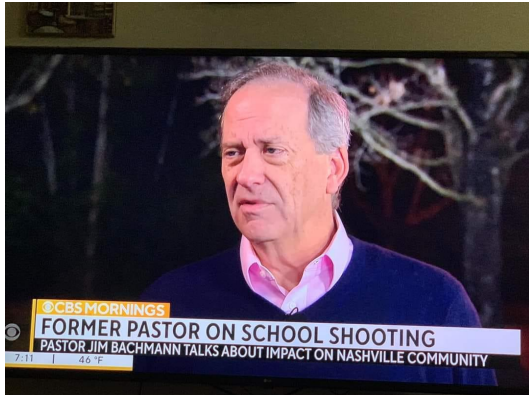 CBS MORNINGS
FORMER PASTOR ON SCHOOL SHOOTING
PASTOR JIM BACHMANN TALKS ABOUT IMPACT ON NASHVILLE COMMUNITY
7:11 | 46 °F